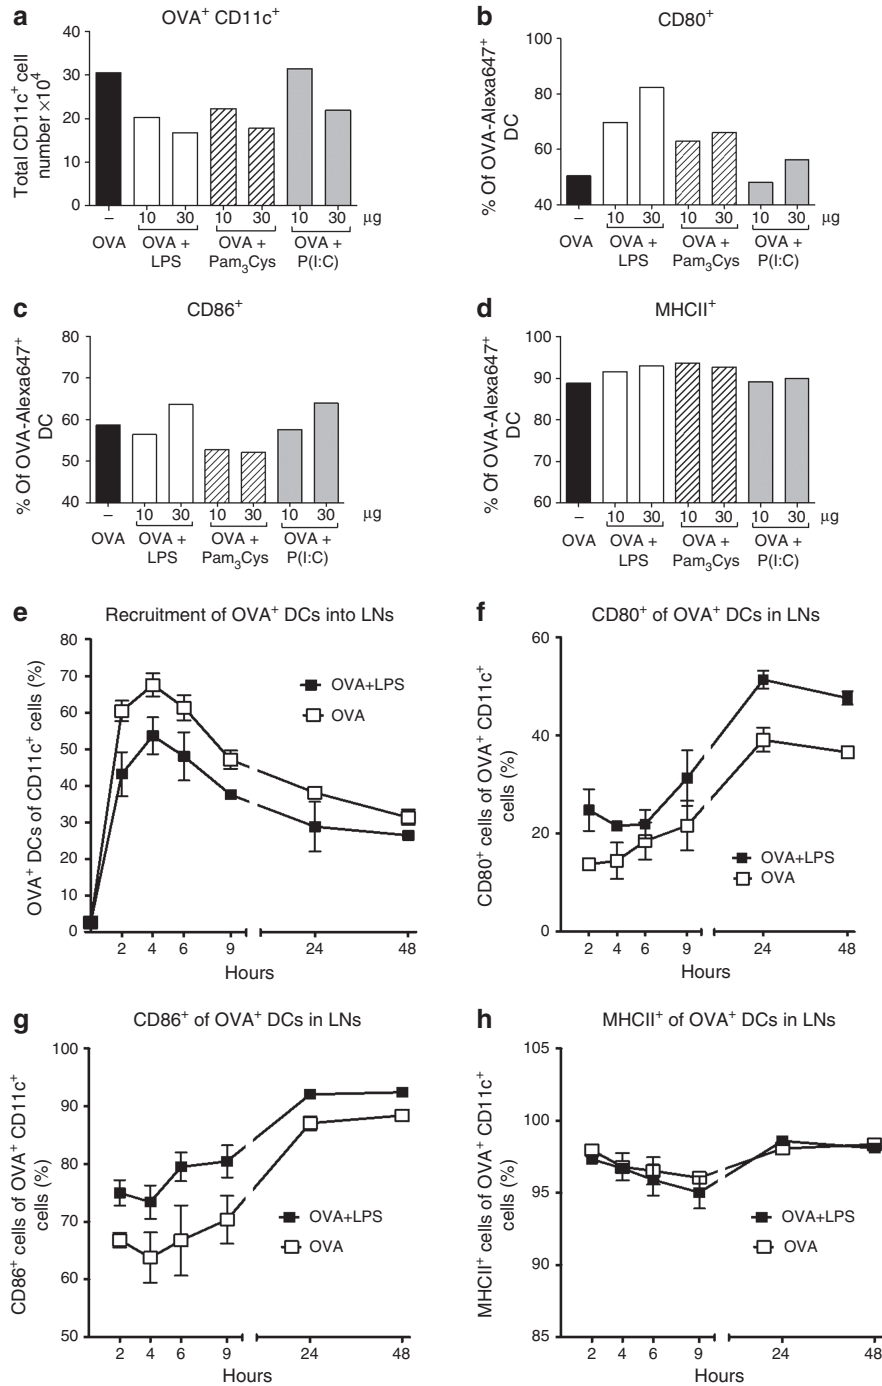 a
OVA⁺ CD11c⁺
Total CD11c⁺ cell
number ×10⁴
40
30
20
10
0
– 10 30 10 30 10 30 μg
OVA OVA + OVA + OVA +
LPS Pam₃Cys P(I:C)
b
CD80⁺
% Of OVA-Alexa647⁺
DC
100
80
60
40
– 10 30 10 30 10 30 μg
OVA OVA + OVA + OVA +
LPS Pam₃Cys P(I:C)
c
CD86⁺
% Of OVA-Alexa647⁺
DC
80
70
60
50
40
– 10 30 10 30 10 30 μg
OVA OVA + OVA + OVA +
LPS Pam₃Cys P(I:C)
d
MHCII⁺
% Of OVA-Alexa647⁺
DC
100
90
80
70
60
– 10 30 10 30 10 30 μg
OVA OVA + OVA + OVA +
LPS Pam₃Cys P(I:C)
e
Recruitment of OVA⁺ DCs into LNs
OVA⁺ DCs of CD11c⁺ cells (%)
80
70
60
50
40
30
20
10
0
OVA+LPS
OVA
2 4 6 9 24 48
Hours
f
CD80⁺ of OVA⁺ DCs in LNs
CD80⁺ cells of OVA⁺ CD11C⁺
cells (%)
60
40
20
0
OVA+LPS
OVA
2 4 6 9 24 48
Hours
g
CD86⁺ of OVA⁺ DCs in LNs
CD86⁺ cells of OVA⁺ CD11C⁺
cells (%)
100
90
80
70
60
50
OVA+LPS
OVA
2 4 6 9 24 48
Hours
h
MHCII⁺ of OVA⁺ DCs in LNs
MHCII⁺ cells of OVA⁺ CD11C⁺
cells (%)
105
100
95
90
85
OVA+LPS
OVA
2 4 6 9 24 48
Hours